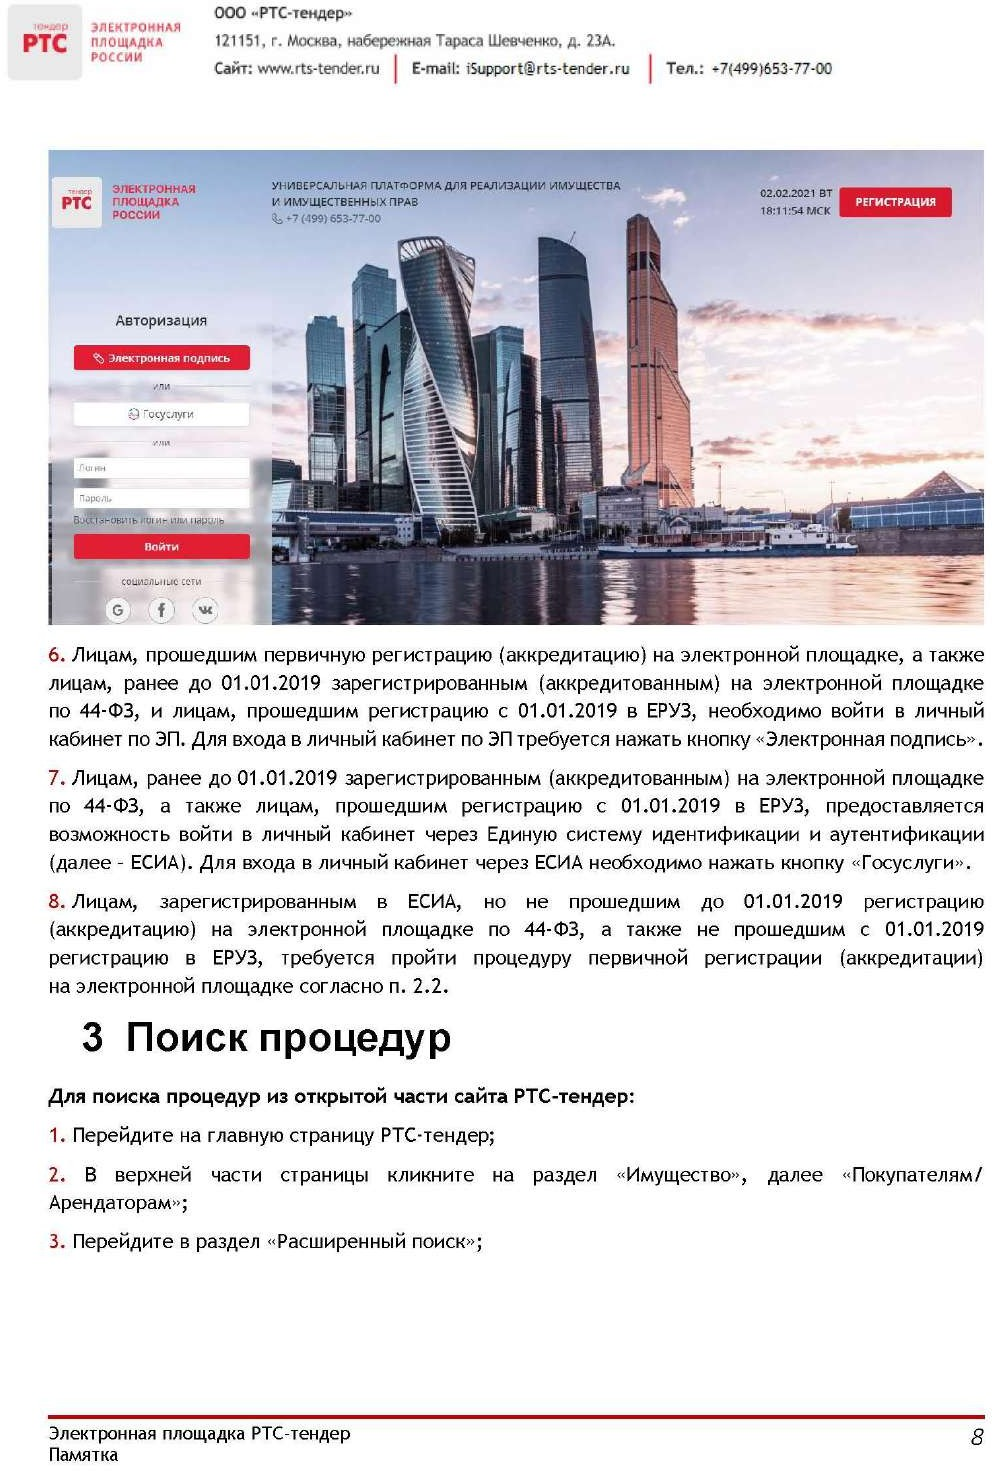 тендер
РТС
ЭЛЕКТРОННАЯ
ПЛОЩАДКА
РОССИИ
ООО «РТС-тендер»
121151, г. Москва, набережная Тараса Шевченко, д. 23А.
Сайт: www.rts-tender.ru | E-mail: iSupport@rts-tender.ru | Тел.: +7(499)653-77-00
тендер
РТС
ЭЛЕКТРОННАЯ
ПЛОЩАДКА
РОССИИ
УНИВЕРСАЛЬНАЯ ПЛАТФОРМА ДЛЯ РЕАЛИЗАЦИИ ИМУЩЕСТВА
И ИМУЩЕСТВЕННЫХ ПРАВ
+7 (499) 653-77-00
02.02.2021 ВТ
18:11:54 МСК
РЕГИСТРАЦИЯ
Авторизация
Электронная подпись
или
Госуслуги
или
Логин
Пароль
Восстановить логин или пароль
Войти
социальные сети
6. Лицам, прошедшим первичную регистрацию (аккредитацию) на электронной площадке, а также
лицам, ранее до 01.01.2019 зарегистрированным (аккредитованным) на электронной площадке
по 44-ФЗ, и лицам, прошедшим регистрацию с 01.01.2019 в ЕРУЗ, необходимо войти в личный
кабинет по ЭП. Для входа в личный кабинет по ЭП требуется нажать кнопку «Электронная подпись».
7. Лицам, ранее до 01.01.2019 зарегистрированным (аккредитованным) на электронной площадке
по 44-ФЗ, а также лицам, прошедшим регистрацию с 01.01.2019 в ЕРУЗ, предоставляется
возможность войти в личный кабинет через Единую систему идентификации и аутентификации
(далее – ЕСИА). Для входа в личный кабинет через ЕСИА необходимо нажать кнопку «Госуслуги».
8. Лицам, зарегистрированным в ЕСИА, но не прошедшим до 01.01.2019 регистрацию
(аккредитацию) на электронной площадке по 44-ФЗ, а также не прошедшим с 01.01.2019
регистрацию в ЕРУЗ, требуется пройти процедуру первичной регистрации (аккредитации)
на электронной площадке согласно п. 2.2.
3 Поиск процедур
Для поиска процедур из открытой части сайта РТС-тендер:
1. Перейдите на главную страницу РТС-тендер;
2. В верхней части страницы кликните на раздел «Имущество», далее «Покупателям/
Арендаторам»;
3. Перейдите в раздел «Расширенный поиск»;
Электронная площадка РТС-тендер
Памятка
8